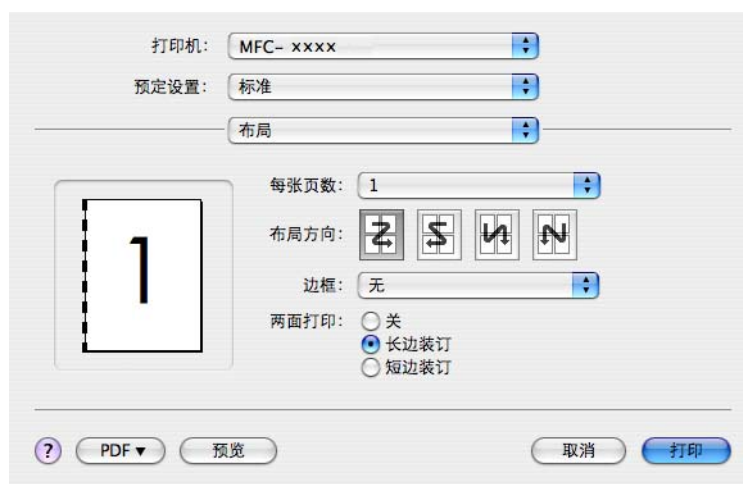 打印机: MFC- xxxx
预定设置: 标准
布局
每张页数: 1
布局方向:
边框: 无
两面打印: 关
长边装订
短边装订
1
? PDF▼ 预览 取消 打印